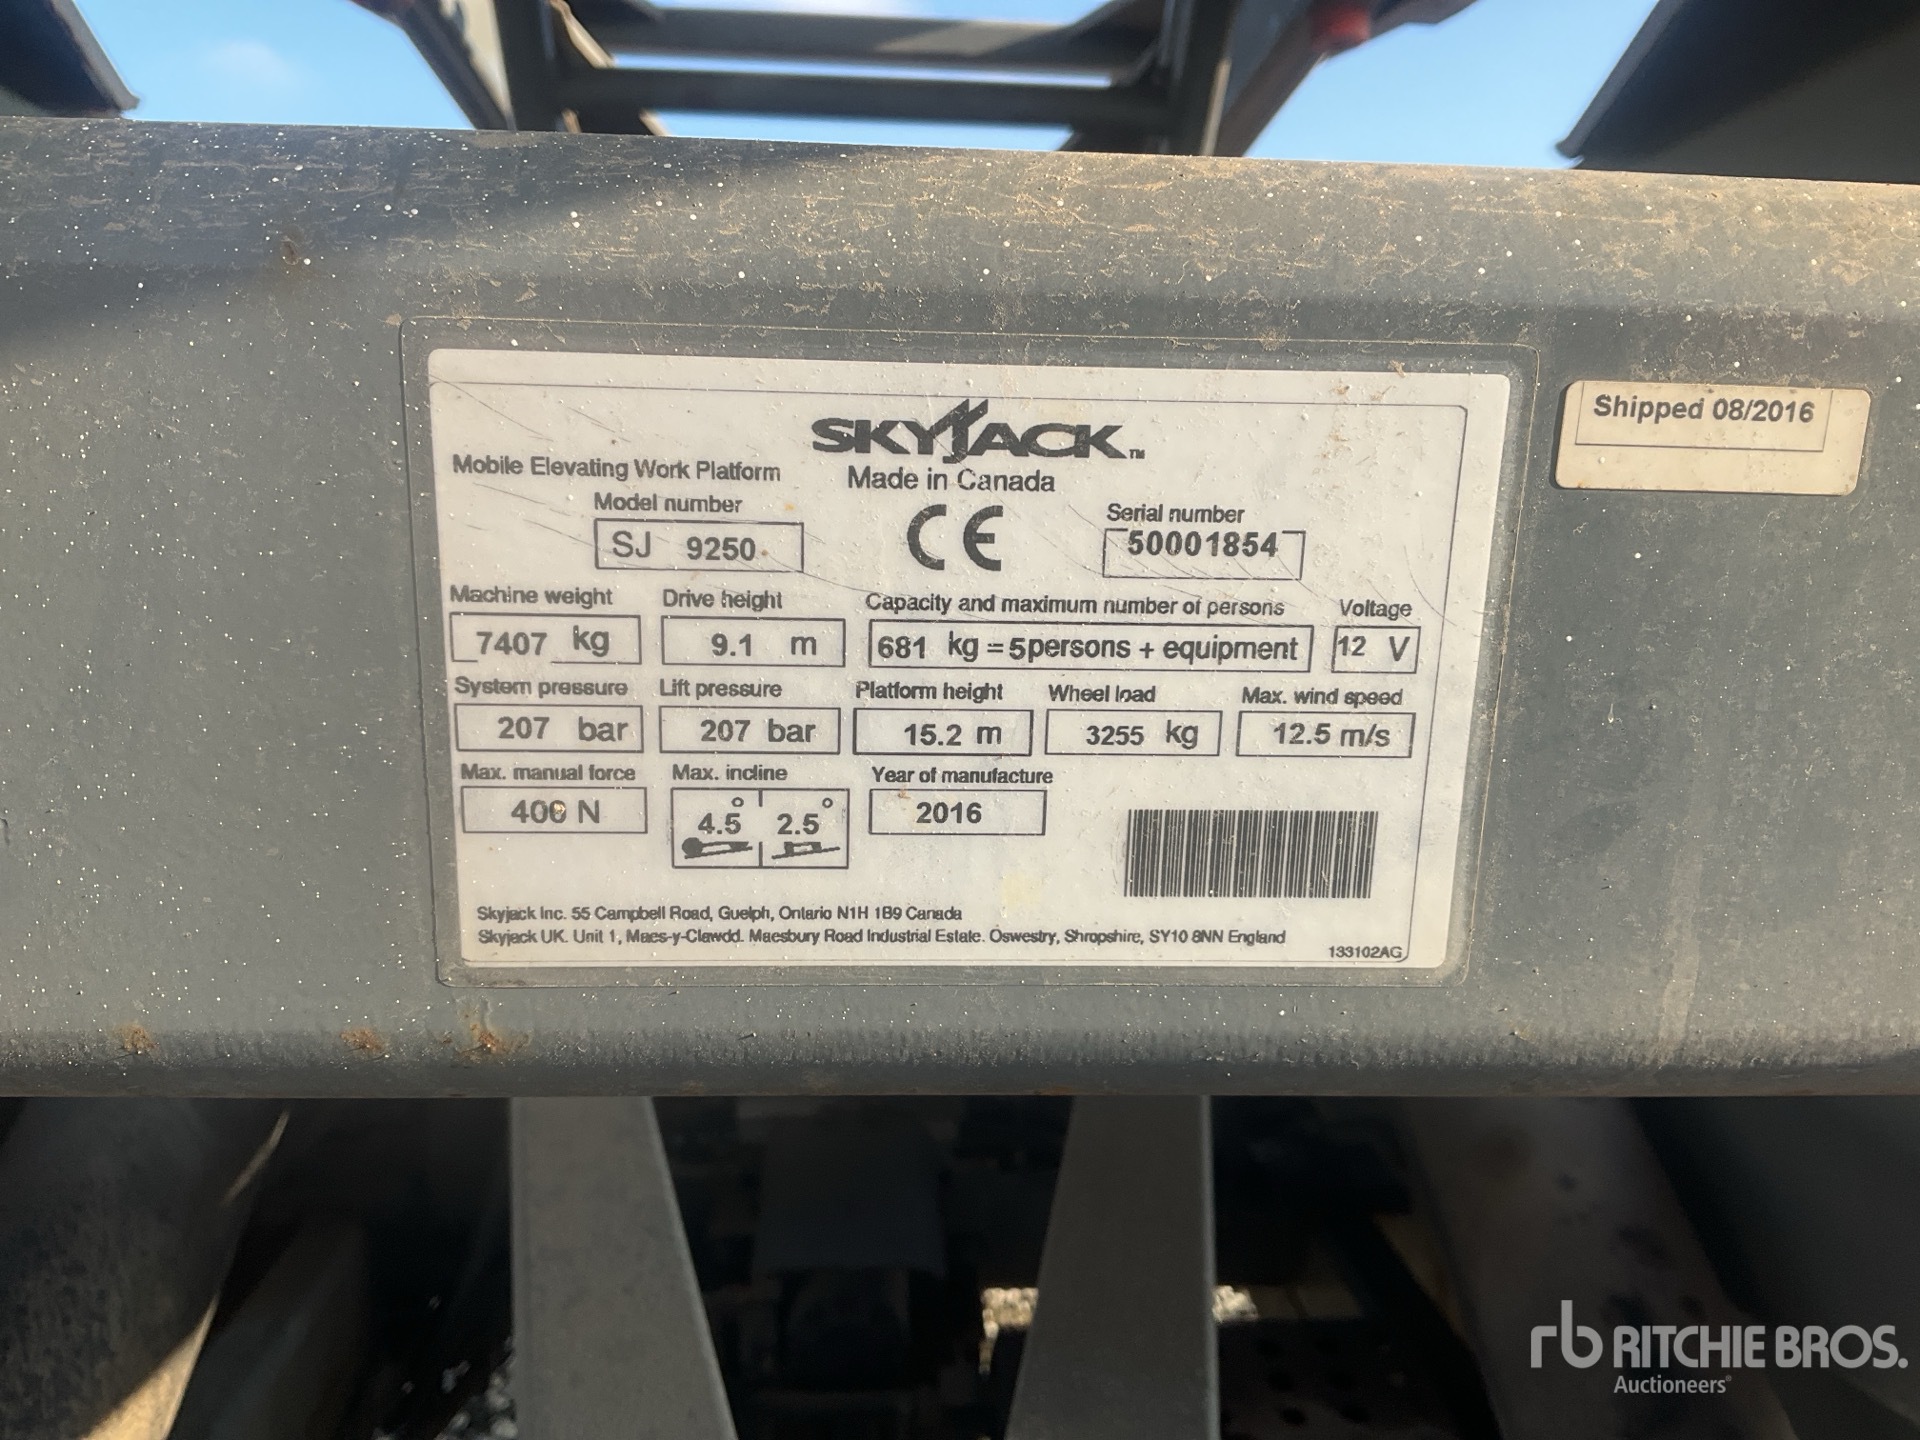 SKYJACK™
Mobile Elevating Work Platform Made in Canada
Model number
SJ 9250
CE
Serial number
50001854
Machine weight Drive height Capacity and maximum number of persons Voltage
7407 kg 9.1 m 681 kg = 5persons + equipment 12 V
System pressure Lift pressure Platform height Wheel load Max. wind speed
207 bar 207 bar 15.2 m 3255 kg 12.5 m/s
Max. manual force Max. incline Year of manufacture
400 N 4.5° 2.5° 2016
Skyjack Inc. 55 Campbell Road, Guelph, Ontario N1H 1B9 Canada
Skyjack UK. Unit 1, Maes-y-Clawdd. Maesbury Road Industrial Estate. Oswestry, Shropshire, SY10 8NN England
133102AG
Shipped 08/2016
rb RITCHIE BROS.
Auctioneers®